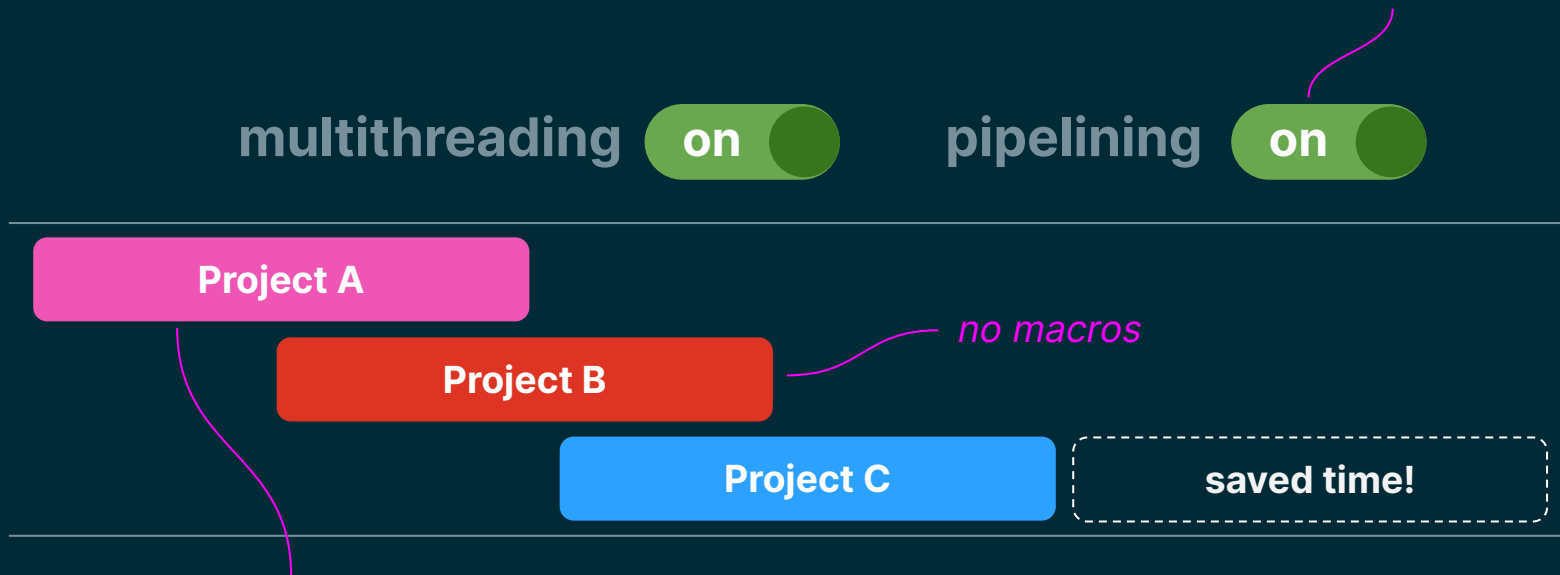 multithreading on pipelining on
Project A
no macros
Project B
Project C saved time!